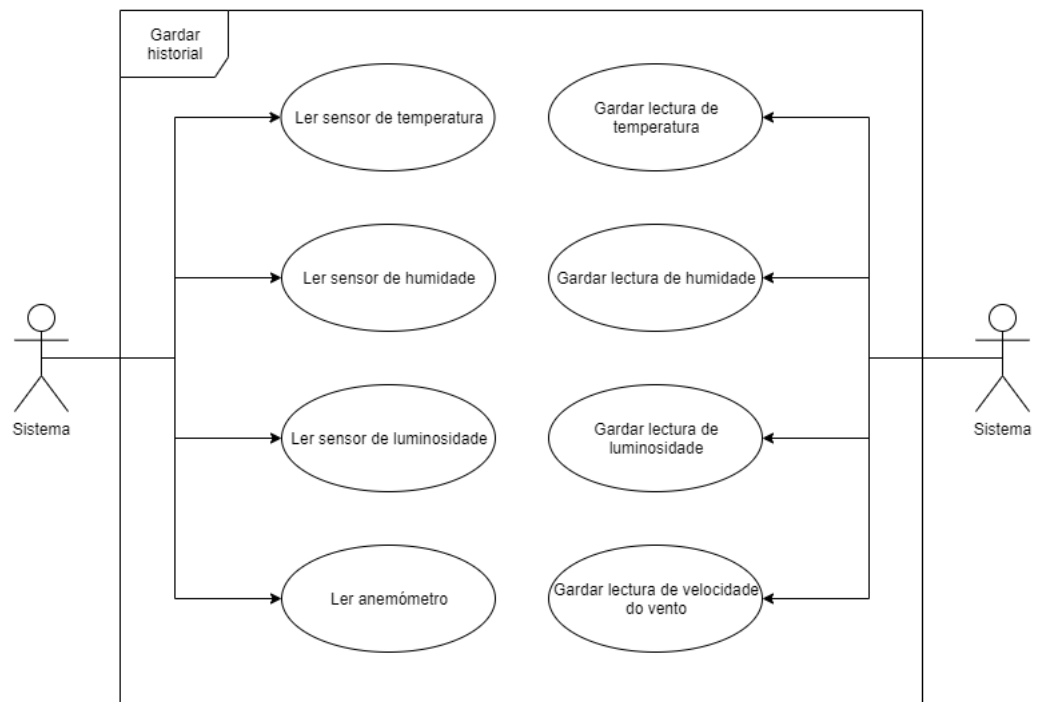 Gardar
historial
Ler sensor de temperatura
Gardar lectura de
temperatura
Ler sensor de humidade
Gardar lectura de humidade
Sistema
Sistema
Ler sensor de luminosidade
Gardar lectura de
luminosidade
Ler anemómetro
Gardar lectura de velocidade
do vento